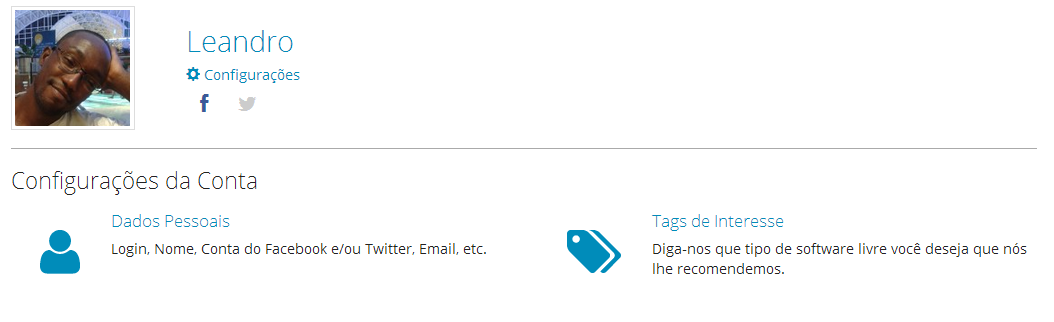 Leandro
Configurações
Configurações da Conta
Dados Pessoais
Login, Nome, Conta do Facebook e/ou Twitter, Email, etc.
Tags de Interesse
Diga-nos que tipo de software livre você deseja que nós
lhe recomendemos.